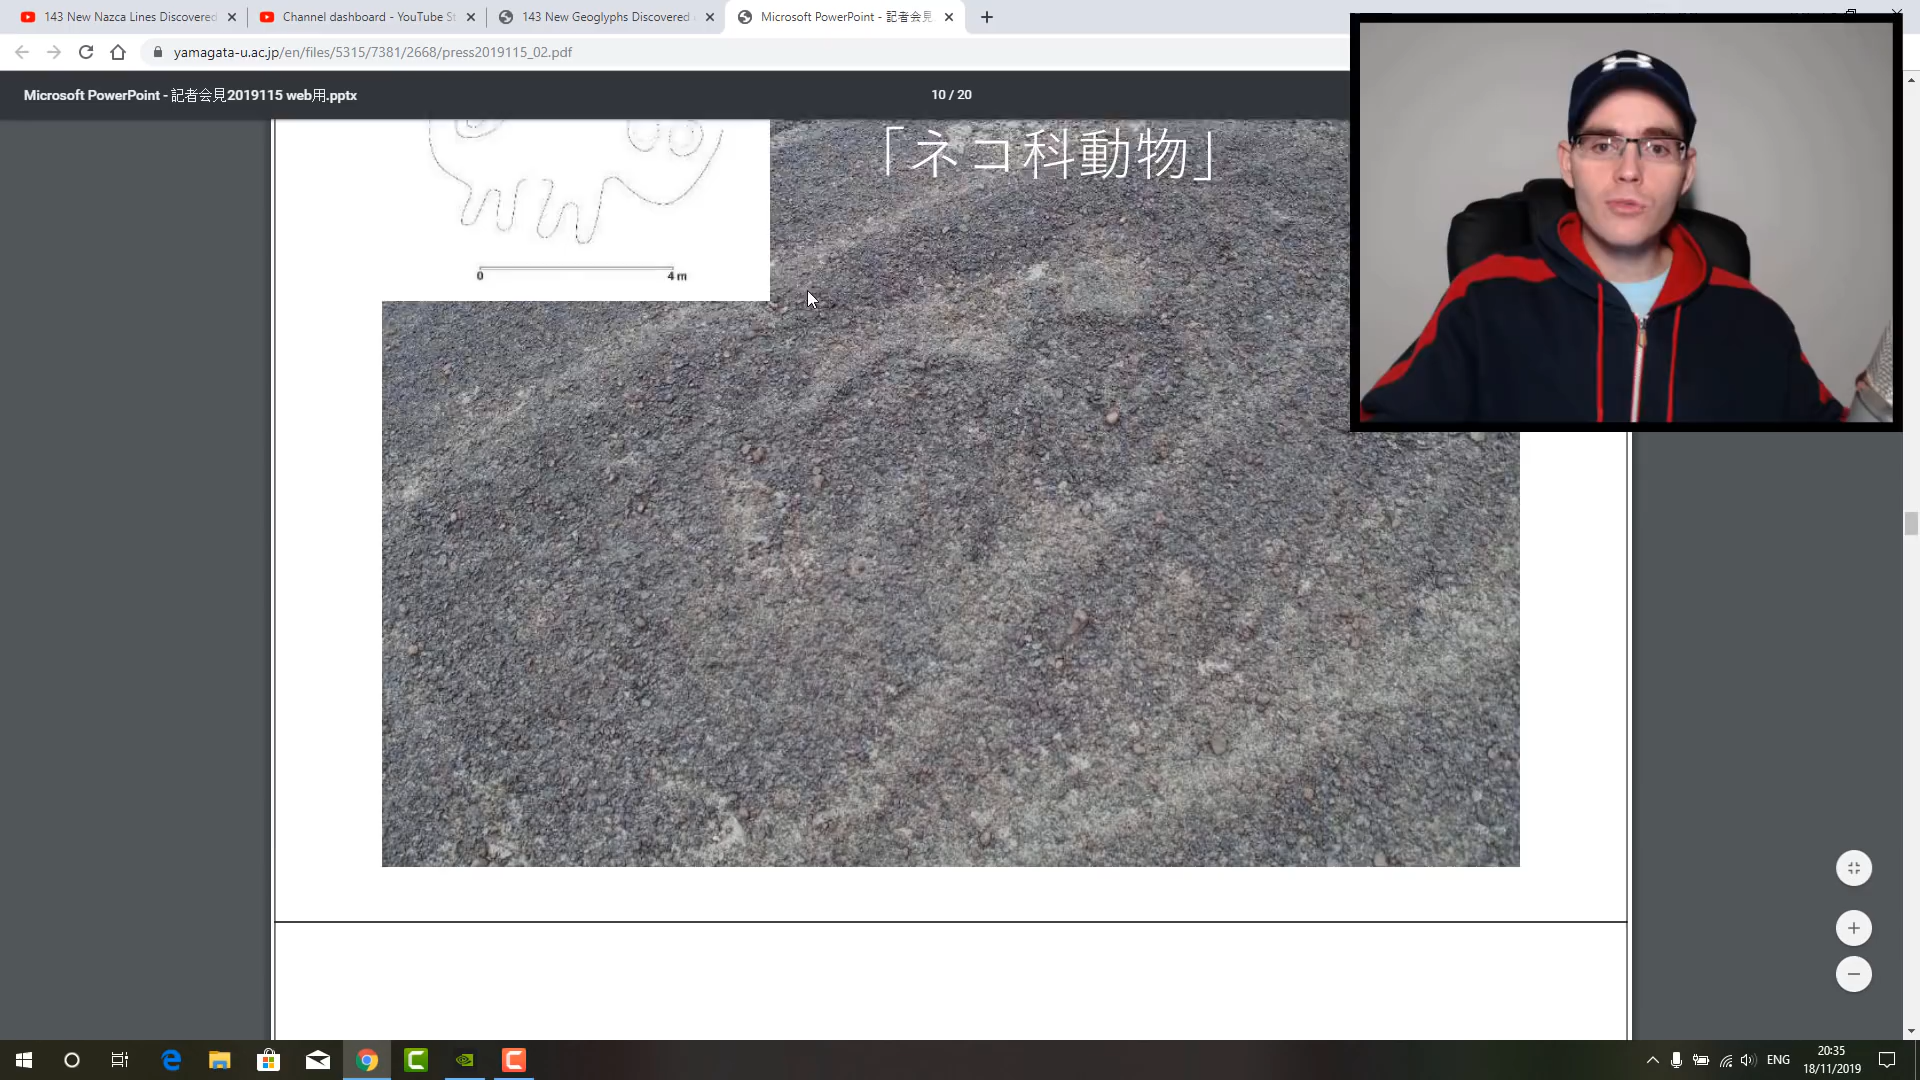 143 New Nazca Lines Discovered
Channel dashboard - YouTube St
143 New Geoglyphs Discovered
Microsoft PowerPoint - 記者会見
yamagata-u.ac.jp/en/files/5315/7381/2668/press2019115_02.pdf
Microsoft PowerPoint - 記者会見2019115 web用.pptx
10 / 20
「ネコ科動物」
0 4 m
ENG
20:35
18/11/2019